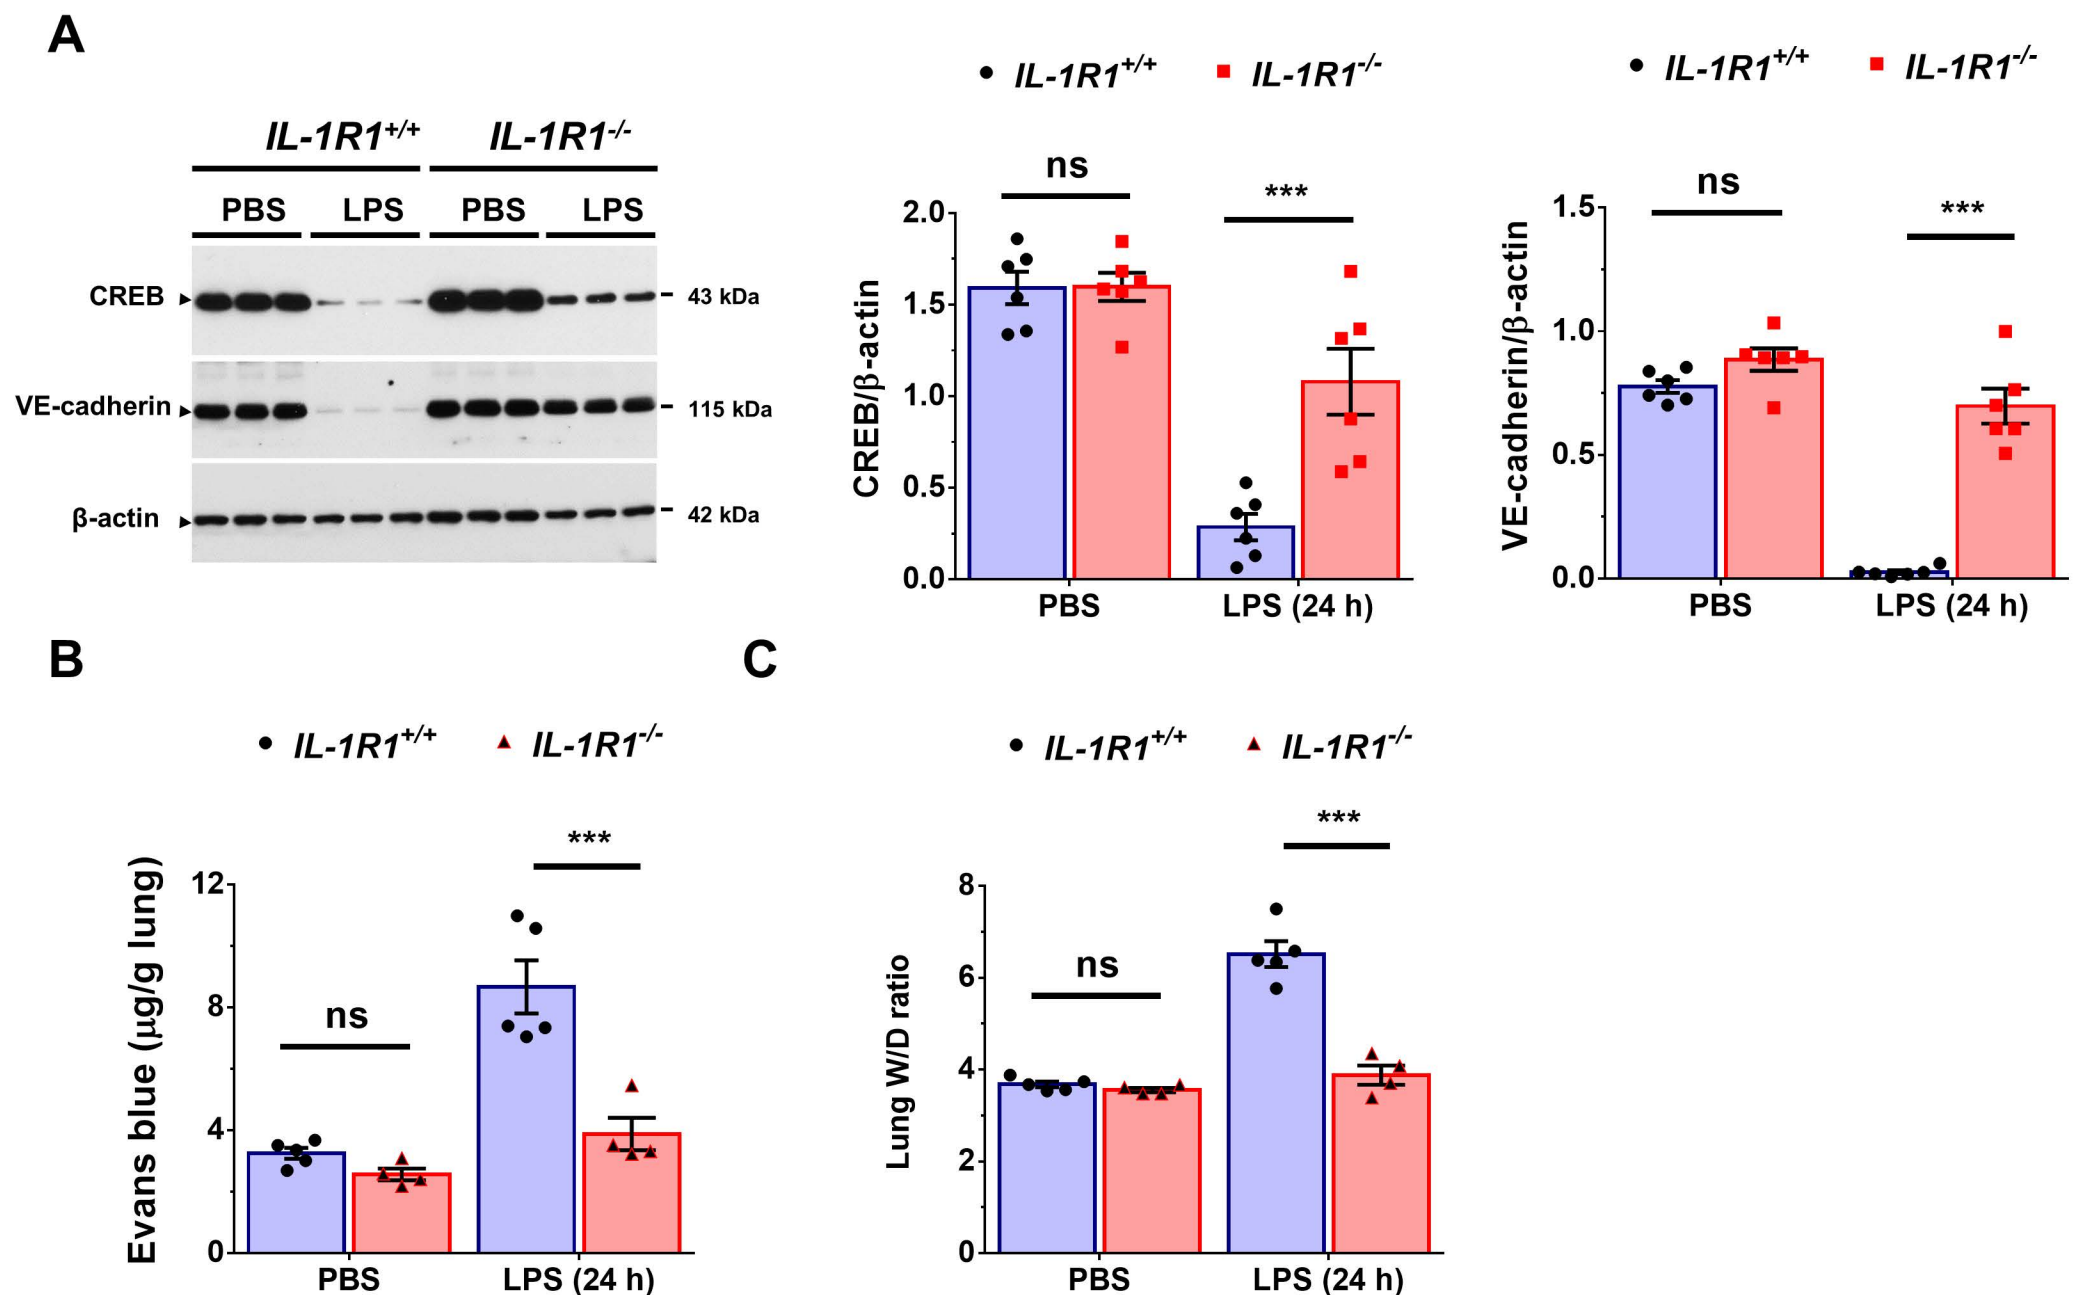 A
IL-1R1+/+ IL-1R1-/-
PBS LPS PBS LPS
CREB 43 kDa
VE-cadherin 115 kDa
β-actin 42 kDa
IL-1R1+/+ IL-1R1-/-
ns ***
CREB/β-actin
2.0
1.5
1.0
0.5
0.0
PBS LPS (24 h)
IL-1R1+/+ IL-1R1-/-
ns ***
VE-cadherin/β-actin
1.5
1.0
0.5
0.0
PBS LPS (24 h)
B
IL-1R1+/+ IL-1R1-/-
ns ***
Evans blue (μg/g lung)
12
8
4
0
PBS LPS (24 h)
C
IL-1R1+/+ IL-1R1-/-
ns ***
Lung W/D ratio
8
6
4
2
0
PBS LPS (24 h)